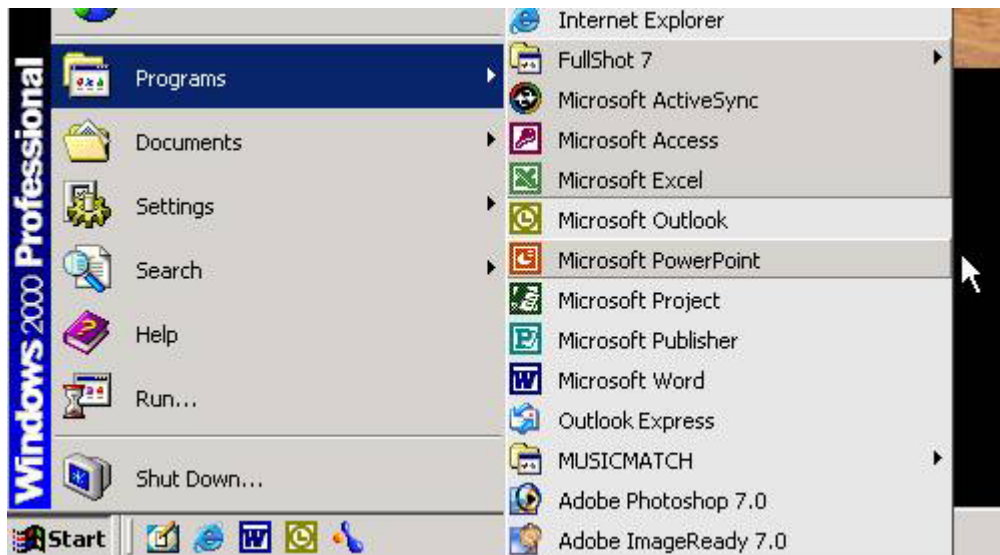 Windows 2000 Professional
Programs
Documents
Settings
Search
Help
Run...
Shut Down...
Start
Internet Explorer
FullShot 7
Microsoft ActiveSync
Microsoft Access
Microsoft Excel
Microsoft Outlook
Microsoft PowerPoint
Microsoft Project
Microsoft Publisher
Microsoft Word
Outlook Express
MUSICMATCH
Adobe Photoshop 7.0
Adobe ImageReady 7.0